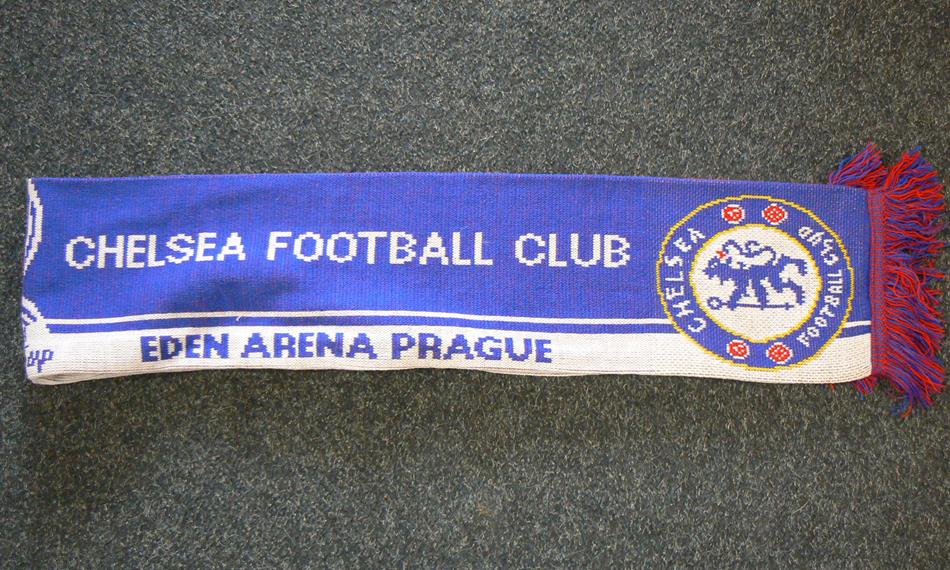 CHELSEA FOOTBALL CLUB
EDEN ARENA PRAGUE
CHELSEA
FOOTBALL CLUB